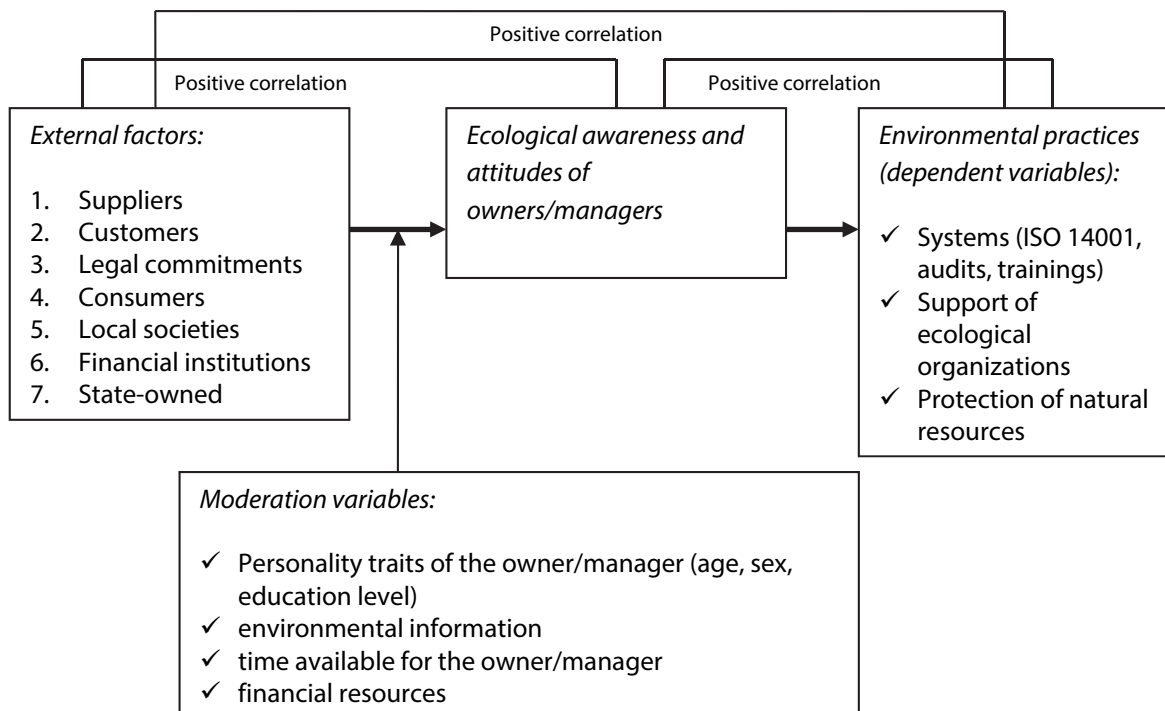 Positive correlation
Positive correlation
Positive correlation
External factors:
1. Suppliers
2. Customers
3. Legal commitments
4. Consumers
5. Local societies
6. Financial institutions
7. State-owned
Ecological awareness and
attitudes of
owners/managers
Environmental practices
(dependent variables):
✓ Systems (ISO 14001,
audits, trainings)
✓ Support of
ecological
organizations
✓ Protection of natural
resources
Moderation variables:
✓ Personality traits of the owner/manager (age, sex,
education level)
✓ environmental information
✓ time available for the owner/manager
✓ financial resources